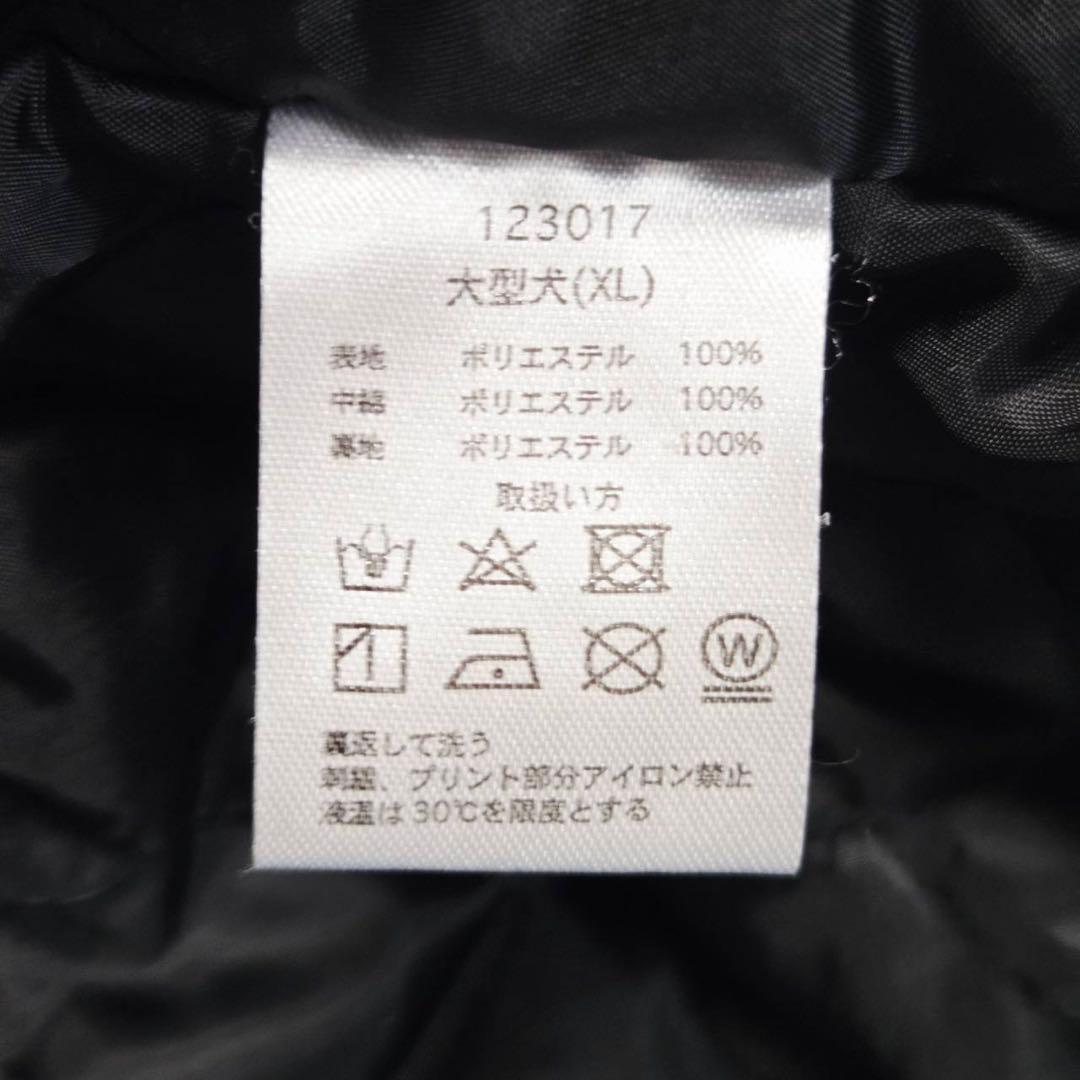 123017
大型犬(XL)
表地 ポリエステル 100%
中綿 ポリエステル 100%
裏地 ポリエステル 100%
取扱い方
W
裏返して洗う
刺繍、プリント部分アイロン禁止
液温は30℃を限度とする